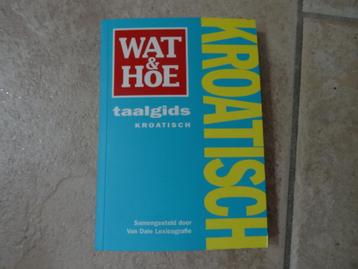 WAT
&
HOE
taalgids
KROATISCH
Samengesteld door
Van Dale Lexicografie
KROATISCH